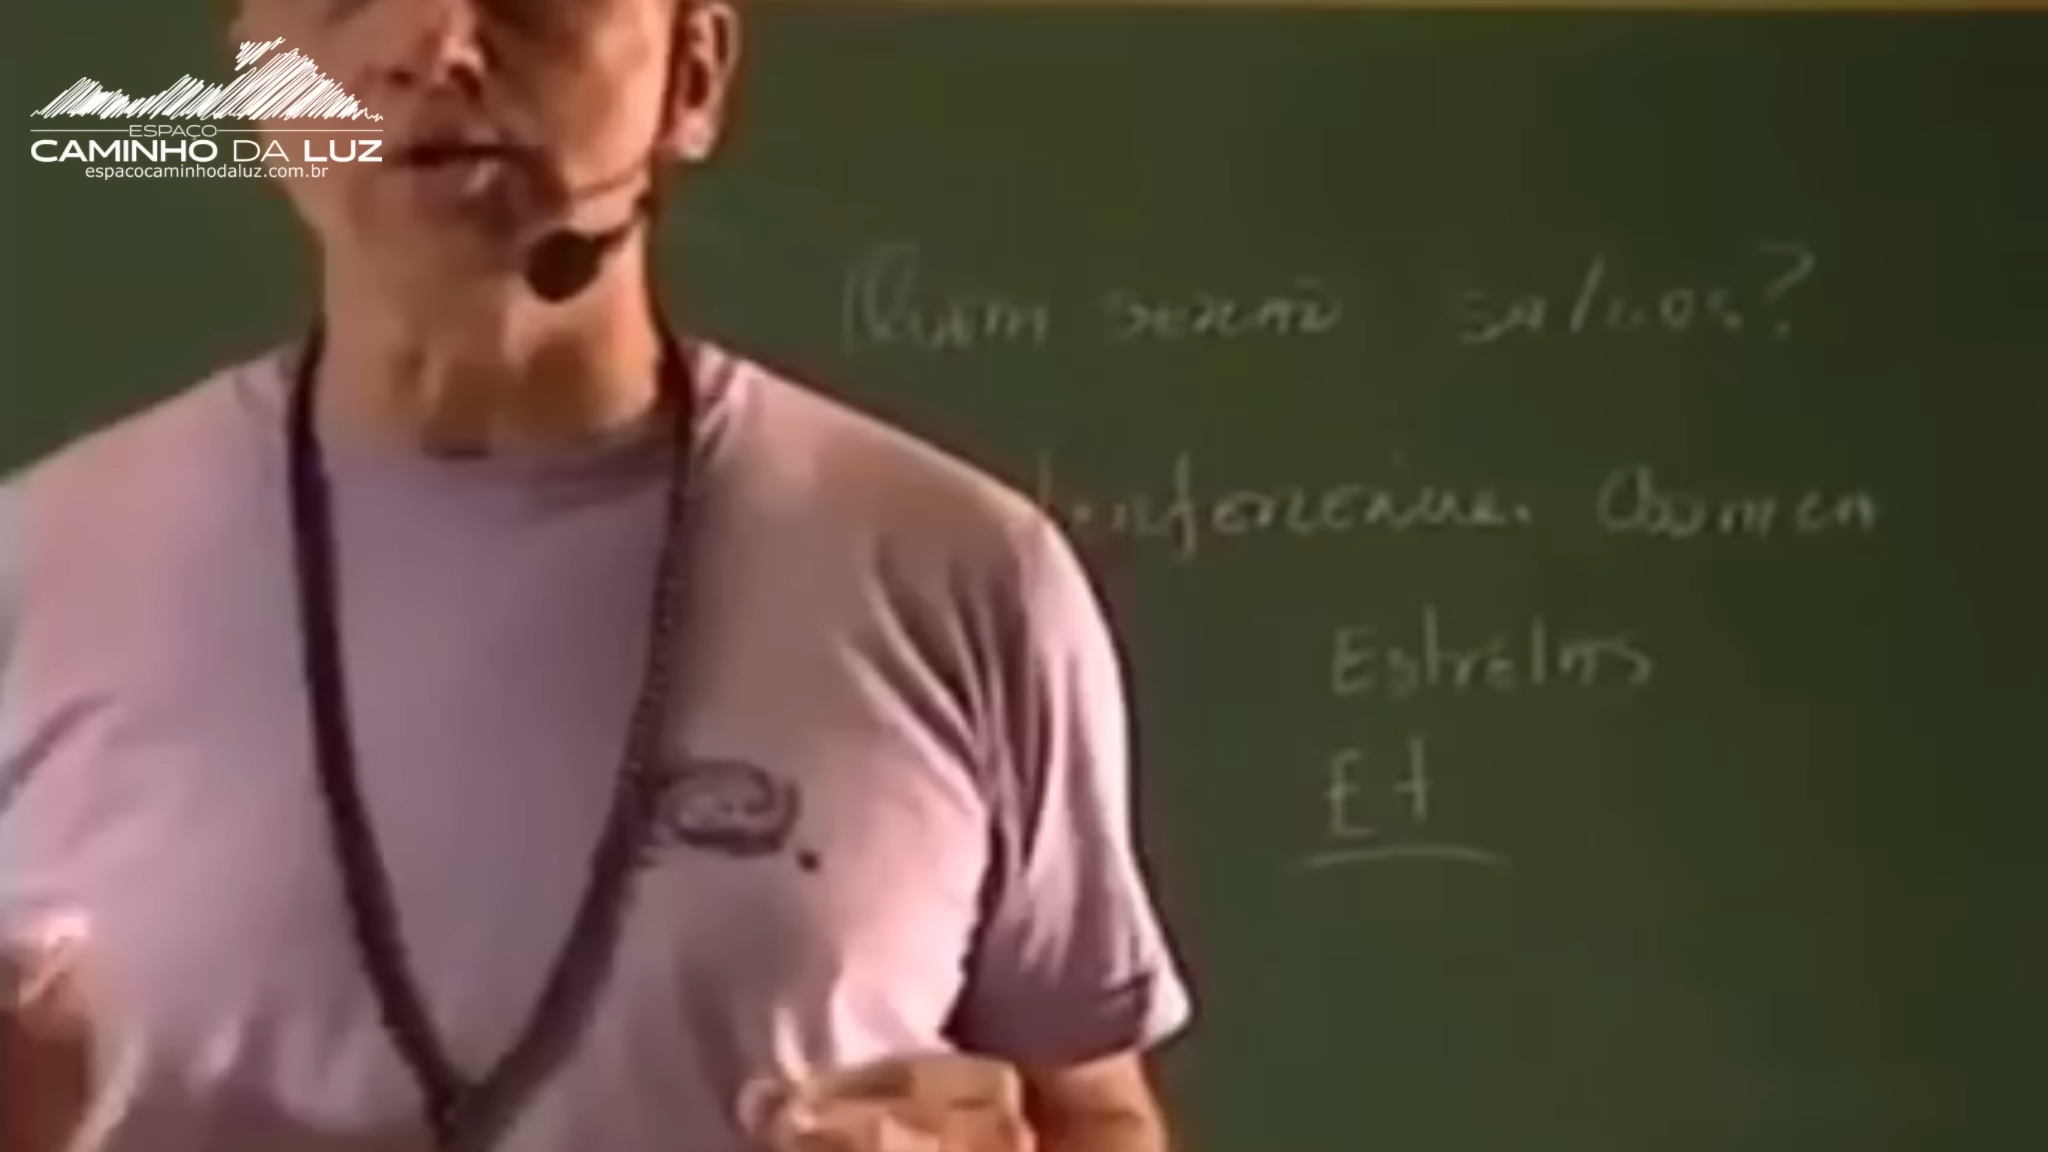 ESPAÇO
CAMINHO DA LUZ
espacocaminhodaluz.com.br
Quem serão salvos?
Estrelas
Et